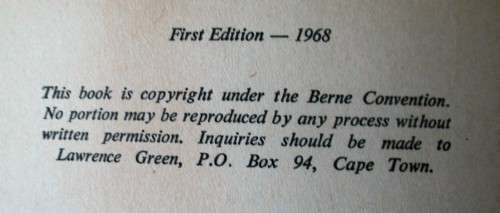 First Edition — 1968
This book is copyright under the Berne Convention.
No portion may be reproduced by any process without
written permission. Inquiries should be made to
Lawrence Green, P.O. Box 94, Cape Town.